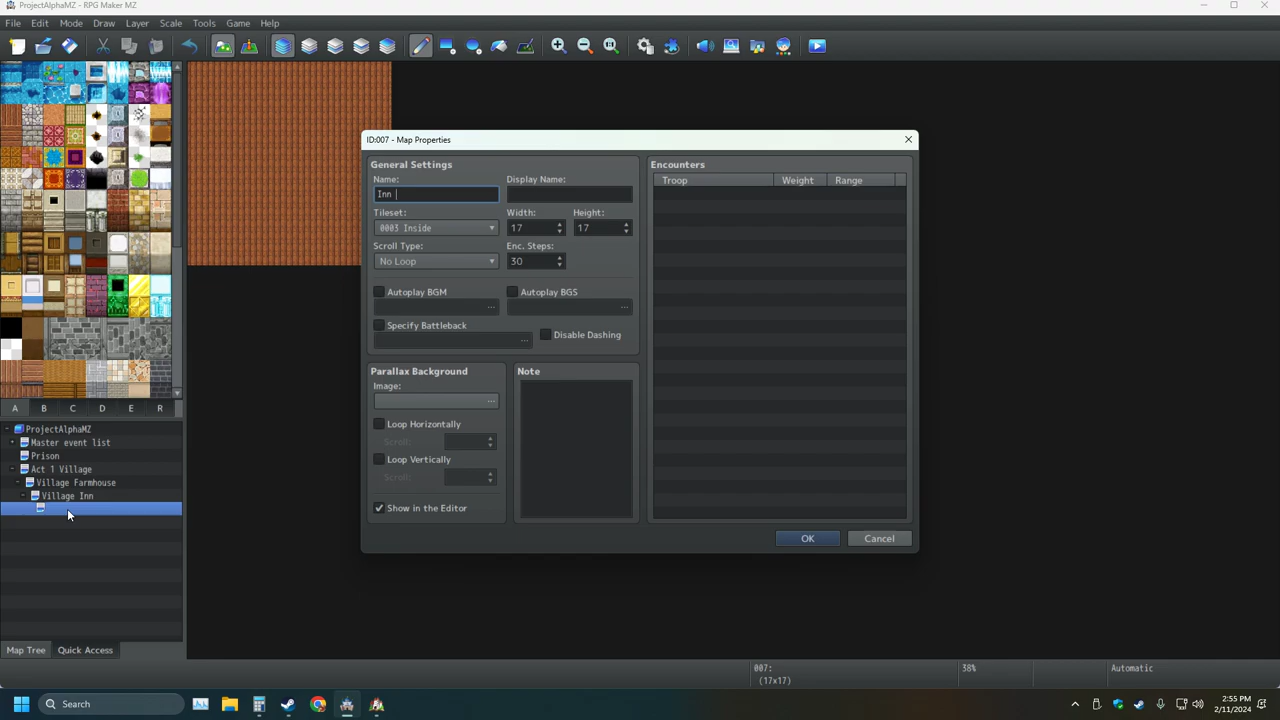 ProjectAlphaMZ - RPG Maker MZ
File Edit Mode Draw Layer Scale Tools Game Help
ID:007 - Map Properties
General Settings
Encounters
Name:
Display Name:
Troop Weight Range
Inn
Tileset:
Width:
Height:
0003 Inside
17
17
Scroll Type:
Enc. Steps:
No Loop
30
Autoplay BGM
Autoplay BGS
...
...
Specify Battleback
Disable Dashing
...
Parallax Background
Note
Image:
...
Loop Horizontally
Scroll:
Loop Vertically
Scroll:
Show in the Editor
OK
Cancel
A B C D E R
ProjectAlphaMZ
Master event list
Prison
Act 1 Village
Village Farmhouse
Village Inn
Map Tree
Quick Access
007:
(17x17)
38%
Automatic
Search
2:55 PM
2/11/2024